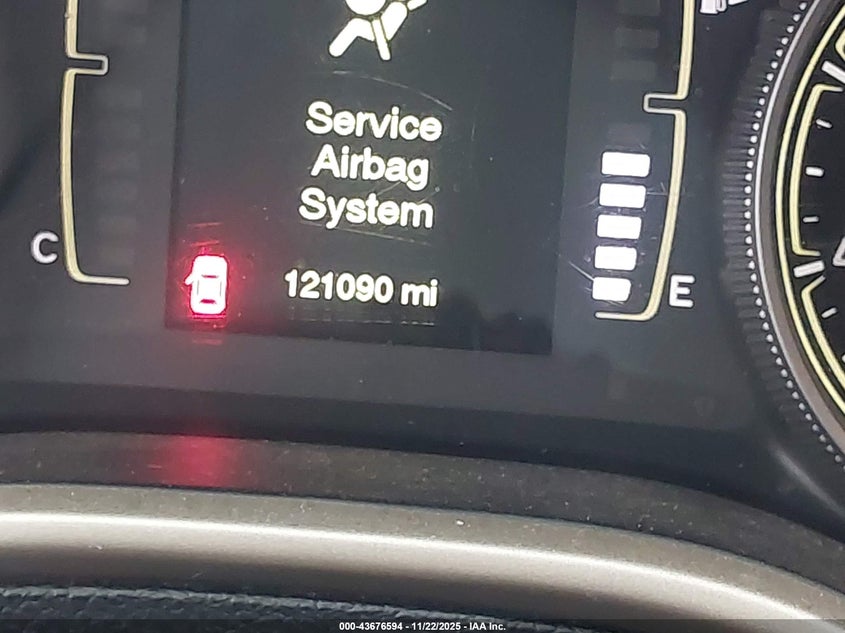 Service
Airbag
System
C
121090 mi
E
000-43676594 - 11/22/2025 - IAA Inc.